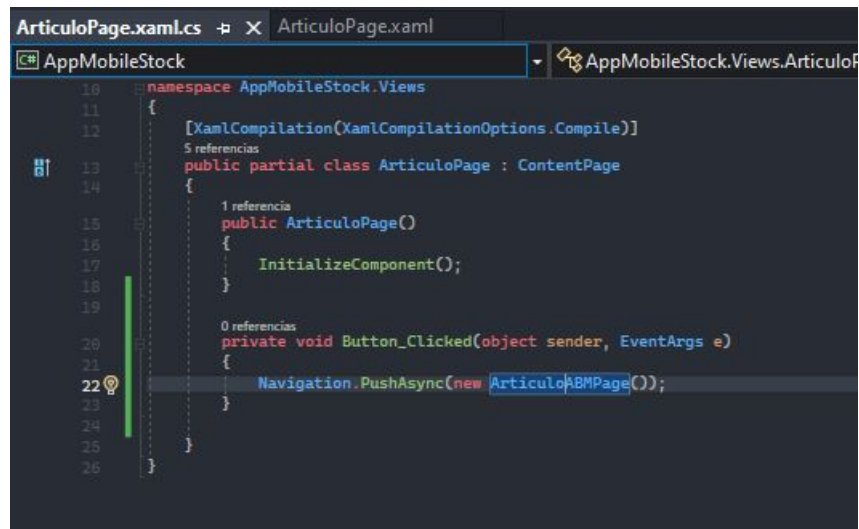 ArticuloPage.xaml.cs ArticuloPage.xaml
C# AppMobileStock AppMobileStock.Views.ArticuloP
10 namespace AppMobileStock.Views
11 {
12 [XamlCompilation(XamlCompilationOptions.Compile)]
5 referencias
13 public partial class ArticuloPage : ContentPage
14 {
1 referencia
15 public ArticuloPage()
16 {
17 InitializeComponent();
18 }
19
0 referencias
20 private void Button_Clicked(object sender, EventArgs e)
21 {
22 Navigation.PushAsync(new ArticuloABMPage());
23 }
24
25 }
26 }